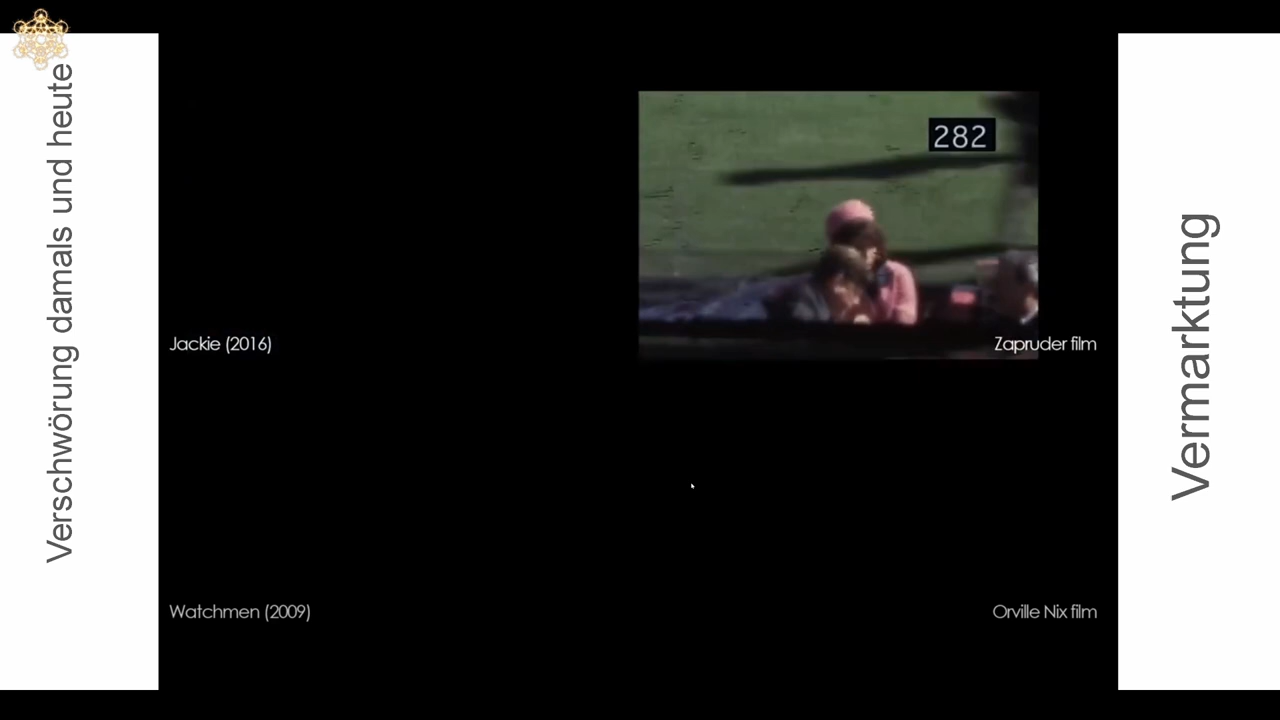 Verschwörung damals und heute
282
Jackie (2016)
Zapruder film
Vermarktung
Watchmen (2009)
Orville Nix film